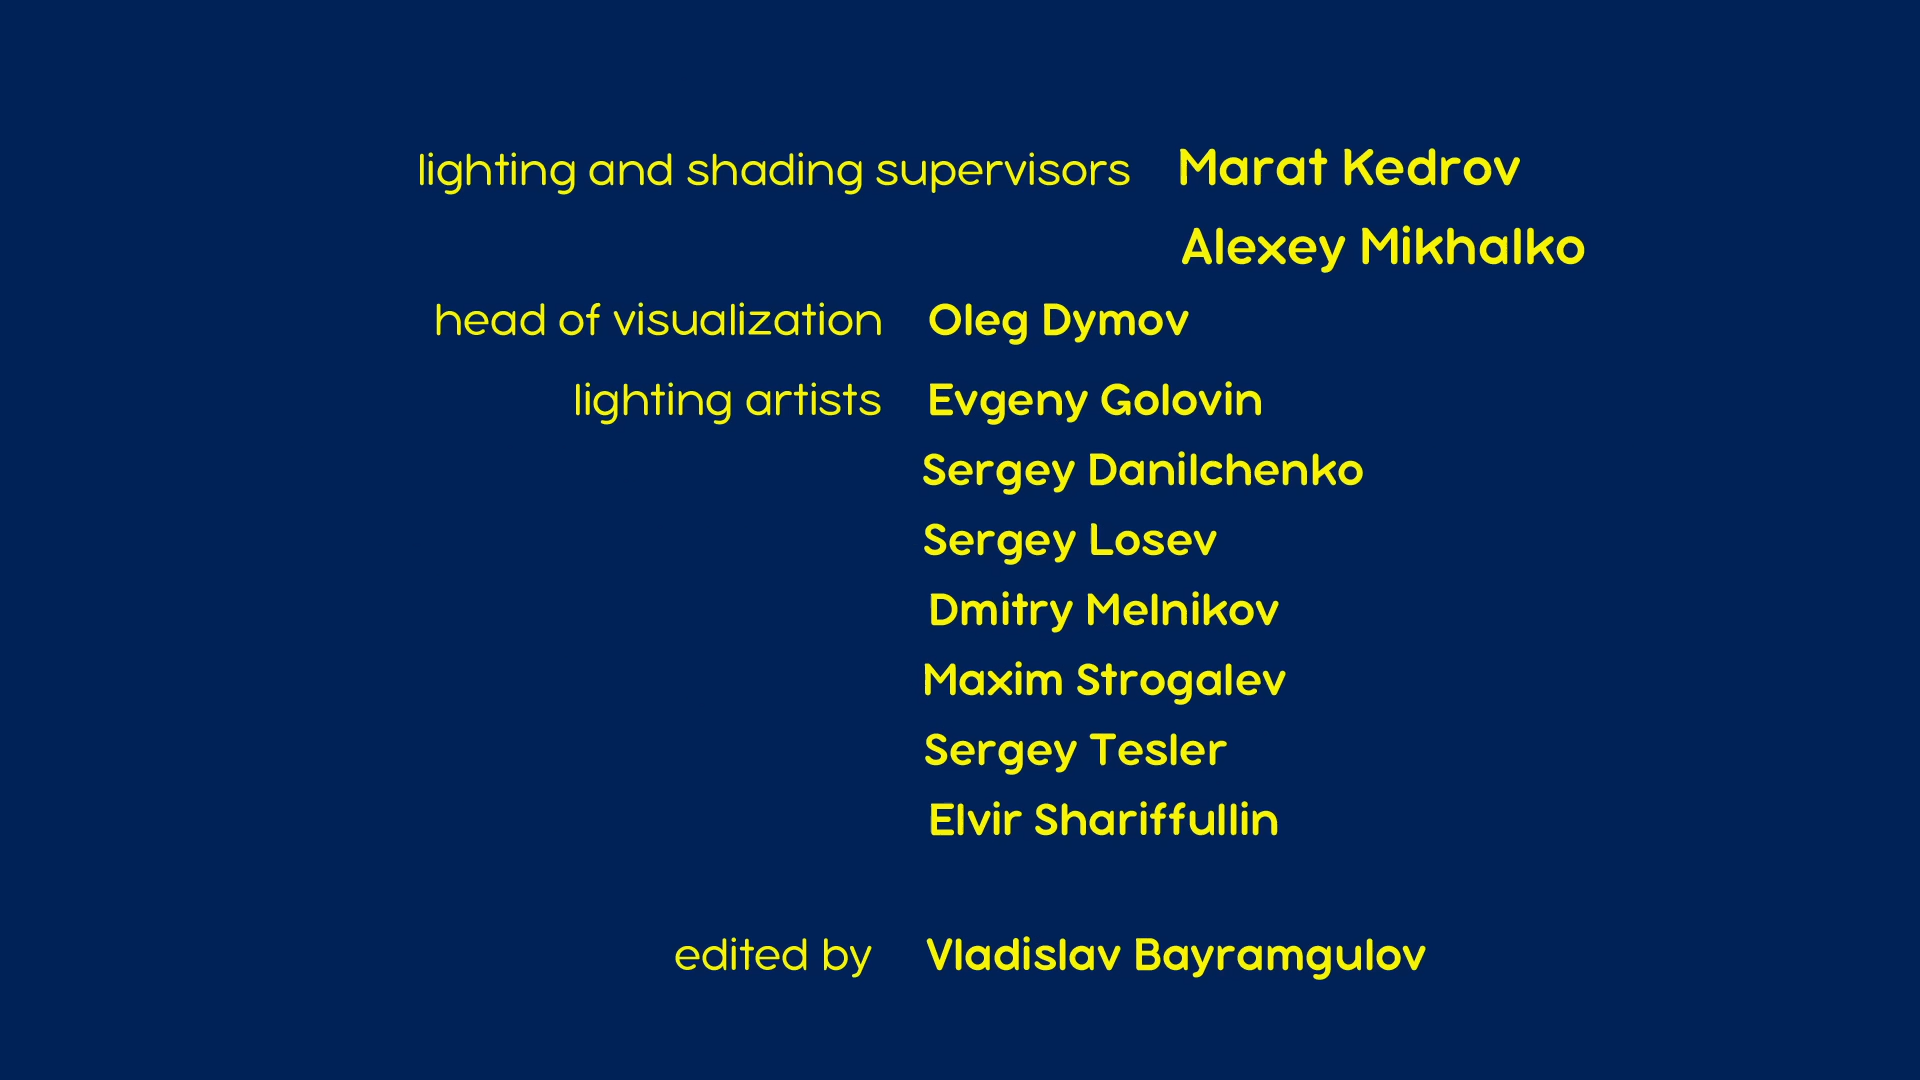 lighting and shading supervisors Marat Kedrov
Alexey Mikhalko
head of visualization Oleg Dymov
lighting artists Evgeny Golovin
Sergey Danilchenko
Sergey Losev
Dmitry Melnikov
Maxim Strogalev
Sergey Tesler
Elvir Shariffullin
edited by Vladislav Bayramgulov